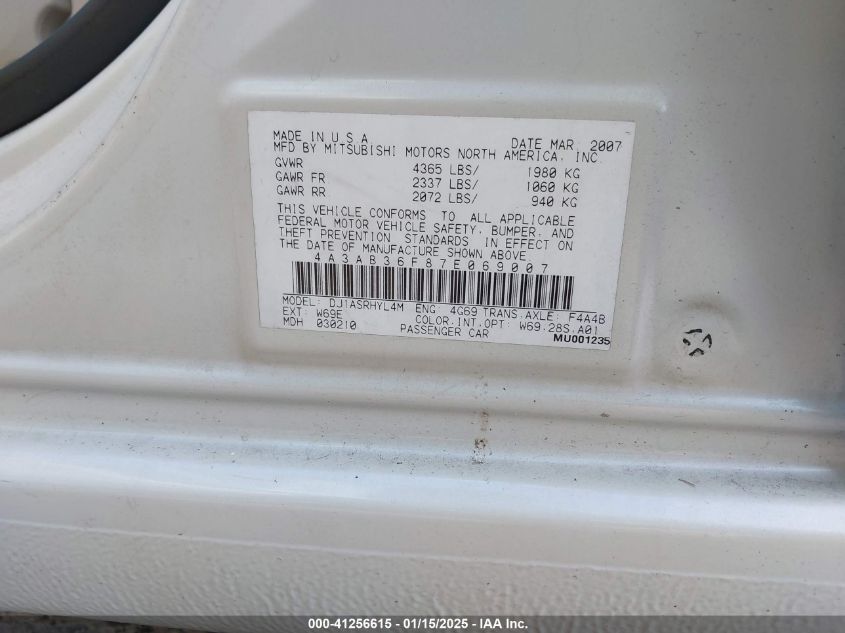 MADE IN U S A DATE MAR, 2007
MFD BY MITSUBISHI MOTORS NORTH AMERICA, INC.
GVWR 4365 LBS/ 1980 KG
GAWR FR 2337 LBS/ 1060 KG
GAWR RR 2072 LBS/ 940 KG
THIS VEHICLE CONFORMS TO ALL APPLICABLE
FEDERAL MOTOR VEHICLE SAFETY, BUMPER, AND
THEFT PREVENTION STANDARDS IN EFFECT ON
THE DATE OF MANUFACTURE SHOWN ABOVE.
4A3AB36F87E069007
MODEL: DJ1ASRHYL4M ENG 4G69 TRANS.AXLE: F4A4B
EXT: W69E COLOR.INT.OPT: W69.28S.A01
MDH 030210 PASSENGER CAR MU001235
000-41256615 - 01/15/2025 - IAA Inc.